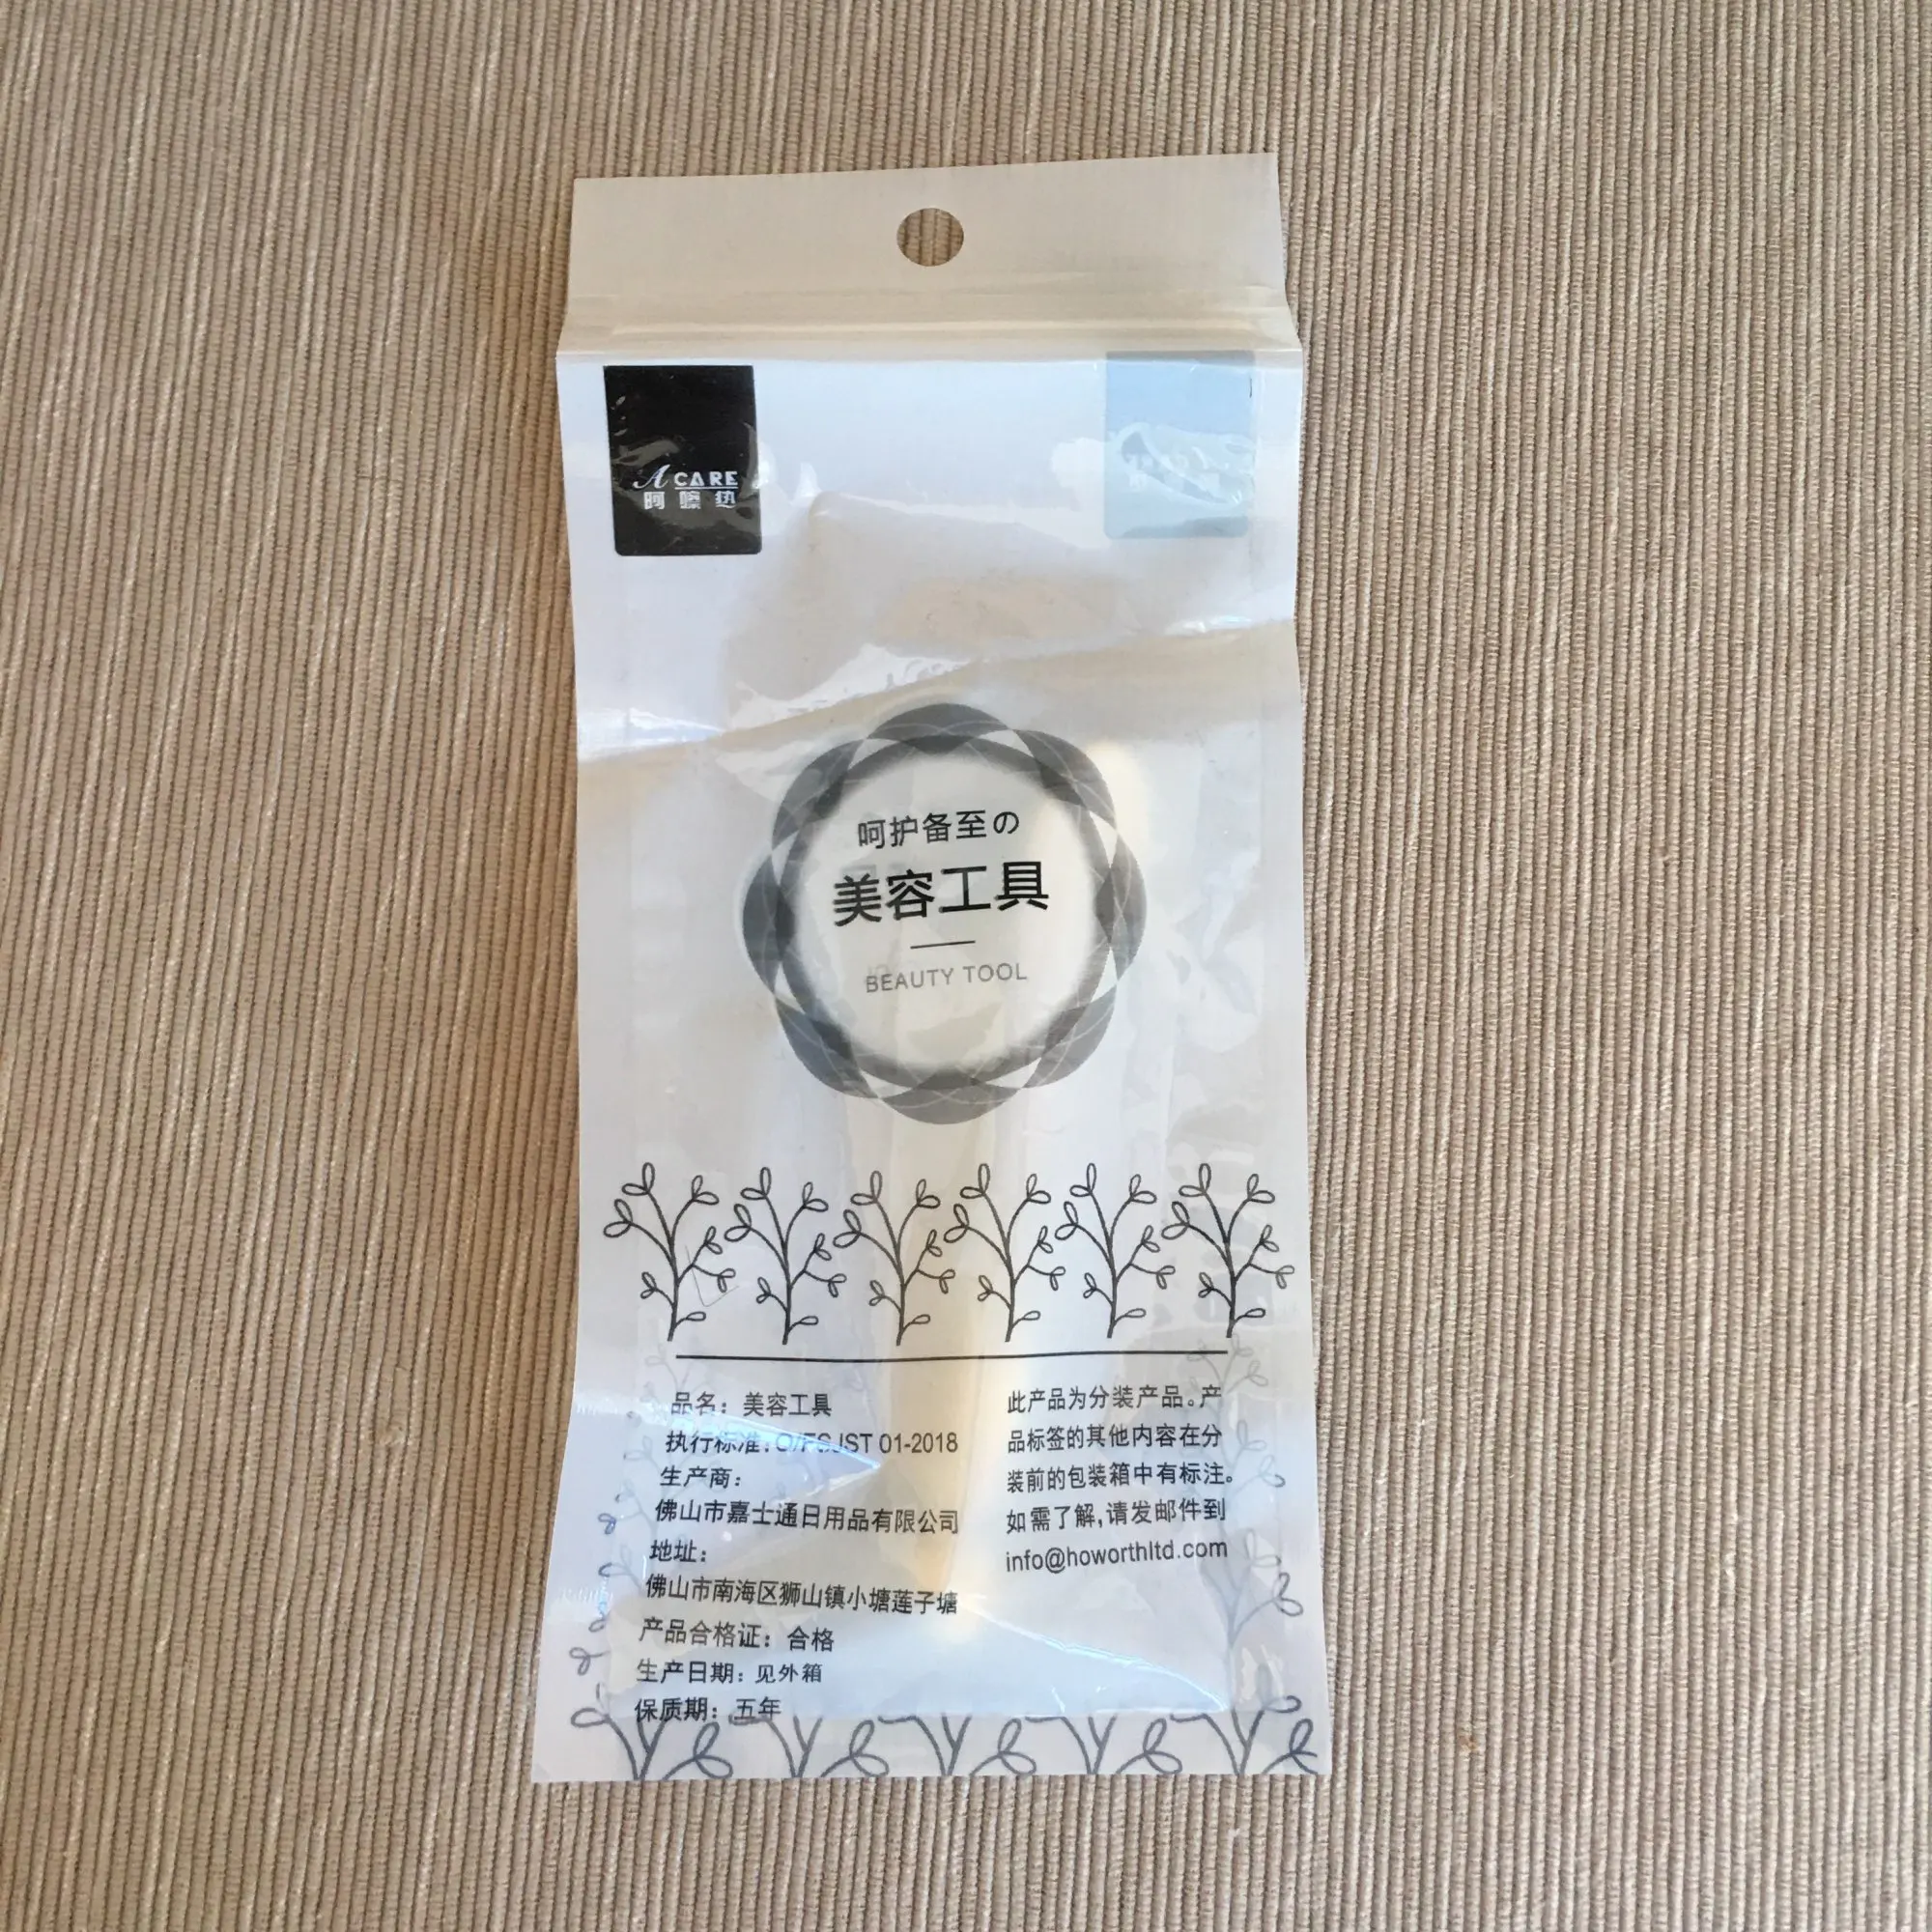 A CARE
呵护备至の
美容工具
BEAUTY TOOL
品名：美容工具
执行标准：Q/FSJST 01-2018
生产商：
佛山市嘉士通日用品有限公司
地址：
佛山市南海区狮山镇小塘莲子塘
产品合格证：合格
生产日期：见外箱
保质期：五年
此产品为分装产品。产
品标签的其他内容在分
装前的包装箱中有标注。
如需了解,请发邮件到
info@howorthltd.com